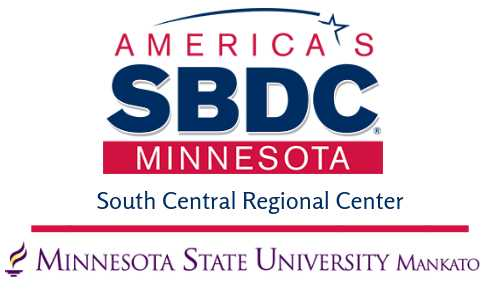 AMERICA'S
SBDC®
MINNESOTA
South Central Regional Center
MINNESOTA STATE UNIVERSITY MANKATO